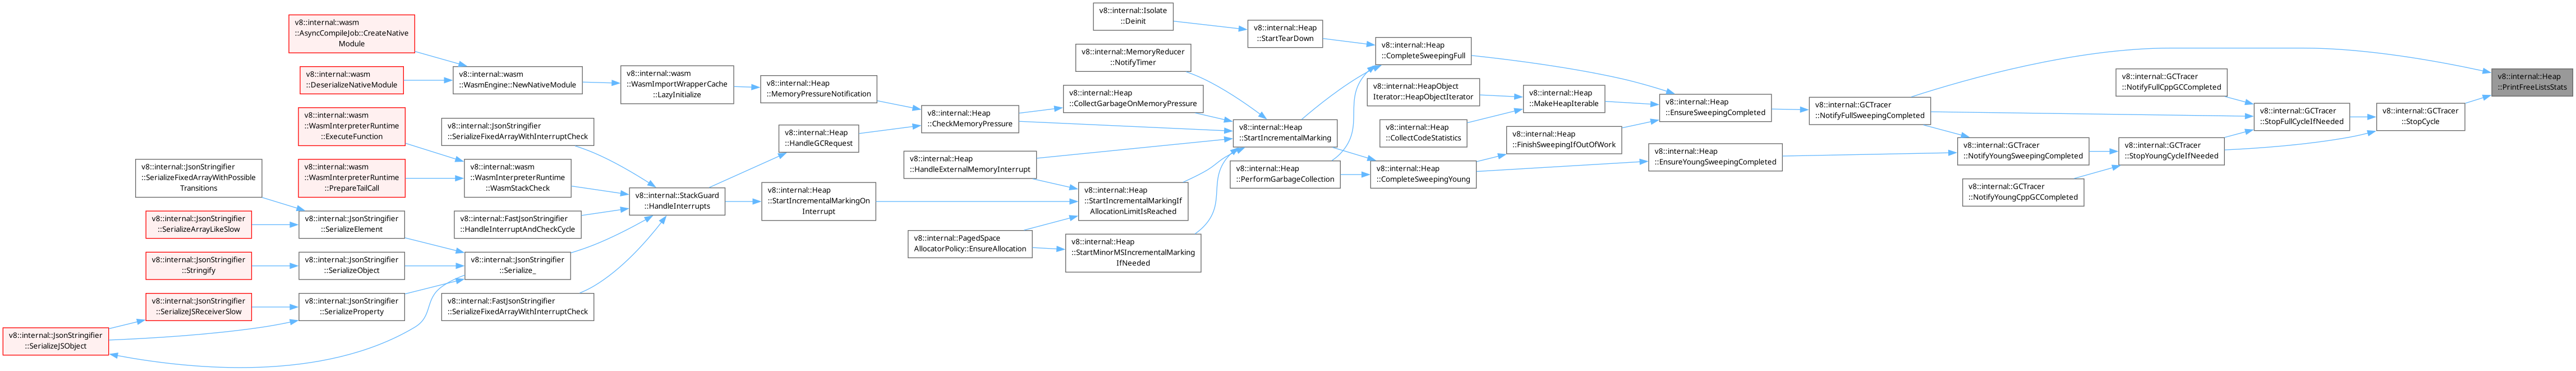 v8::internal::wasm
::AsyncCompileJob::CreateNative
Module
v8::internal::wasm
::DeserializeNativeModule
v8::internal::wasm
::WasmInterpreterRuntime
::ExecuteFunction
v8::internal::wasm
::WasmInterpreterRuntime
::PrepareTailCall
v8::internal::JsonStringifier
::SerializeFixedArrayWithPossible
Transitions
v8::internal::JsonStringifier
::SerializeArrayLikeSlow
v8::internal::JsonStringifier
::Stringify
v8::internal::JsonStringifier
::SerializeJSReceiverSlow
v8::internal::JsonStringifier
::SerializeJSObject
v8::internal::JsonStringifier
::SerializeElement
v8::internal::JsonStringifier
::SerializeObject
v8::internal::JsonStringifier
::SerializeProperty
v8::internal::wasm
::WasmEngine::NewNativeModule
v8::internal::JsonStringifier
::SerializeFixedArrayWithInterruptCheck
v8::internal::wasm
::WasmInterpreterRuntime
::WasmStackCheck
v8::internal::FastJsonStringifier
::HandleInterruptAndCheckCycle
v8::internal::JsonStringifier
::Serialize_
v8::internal::FastJsonStringifier
::SerializeFixedArrayWithInterruptCheck
v8::internal::wasm
::WasmImportWrapperCache
::LazyInitialize
v8::internal::StackGuard
::HandleInterrupts
v8::internal::Heap
::MemoryPressureNotification
v8::internal::Heap
::HandleGCRequest
v8::internal::Heap
::StartIncrementalMarkingOn
Interrupt
v8::internal::Heap
::CheckMemoryPressure
v8::internal::Heap
::HandleExternalMemoryInterrupt
v8::internal::PagedSpace
AllocatorPolicy::EnsureAllocation
v8::internal::Isolate
::Deinit
v8::internal::MemoryReducer
::NotifyTimer
v8::internal::Heap
::CollectGarbageOnMemoryPressure
v8::internal::Heap
::StartIncrementalMarkingIf
AllocationLimitIsReached
v8::internal::Heap
::StartMinorMSIncrementalMarking
IfNeeded
v8::internal::Heap
::StartTearDown
v8::internal::Heap
::StartIncrementalMarking
v8::internal::Heap
::PerformGarbageCollection
v8::internal::Heap
::CompleteSweepingFull
v8::internal::HeapObject
Iterator::HeapObjectIterator
v8::internal::Heap
::CollectCodeStatistics
v8::internal::Heap
::CompleteSweepingYoung
v8::internal::Heap
::MakeHeapIterable
v8::internal::Heap
::FinishSweepingIfOutOfWork
v8::internal::Heap
::EnsureSweepingCompleted
v8::internal::Heap
::EnsureYoungSweepingCompleted
v8::internal::GCTracer
::NotifyFullSweepingCompleted
v8::internal::GCTracer
::NotifyYoungSweepingCompleted
v8::internal::GCTracer
::NotifyYoungCppGCCompleted
v8::internal::GCTracer
::NotifyFullCppGCCompleted
v8::internal::GCTracer
::StopYoungCycleIfNeeded
v8::internal::GCTracer
::StopFullCycleIfNeeded
v8::internal::GCTracer
::StopCycle
v8::internal::Heap
::PrintFreeListsStats